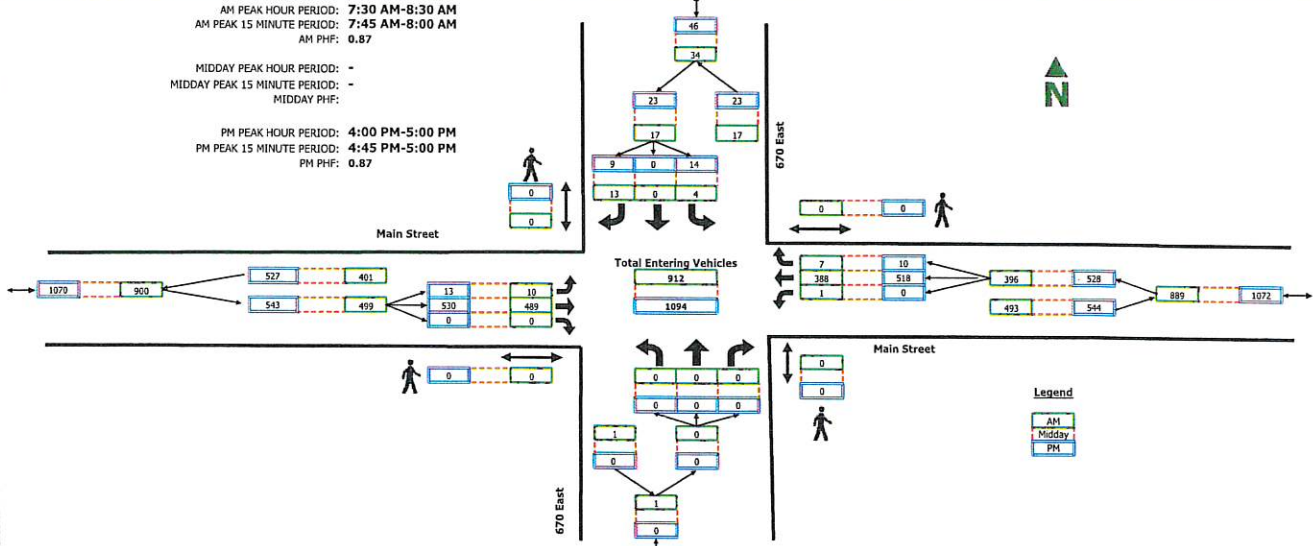 AM PEAK HOUR PERIOD: 7:30 AM-8:30 AM
AM PEAK 15 MINUTE PERIOD: 7:45 AM-8:00 AM
AM PHF: 0.87
MIDDAY PEAK HOUR PERIOD: -
MIDDAY PEAK 15 MINUTE PERIOD: -
MIDDAY PHF:
PM PEAK HOUR PERIOD: 4:00 PM-5:00 PM
PM PEAK 15 MINUTE PERIOD: 4:45 PM-5:00 PM
PM PHF: 0.87
46
34
23 23
17 17
9 0 14
13 0 4
670 East
N
0
0
0 0
Main Street
Total Entering Vehicles
912
1094
527 401
1070 900
543 499
13 10
530 489
0 0
7 10
388 518
1 0
396 528
889 1072
493 544
Main Street
0 0
0
0
0 0 0
0 0 0
1 0
0 0
1
0
670 East
Legend
AM
Midday
PM